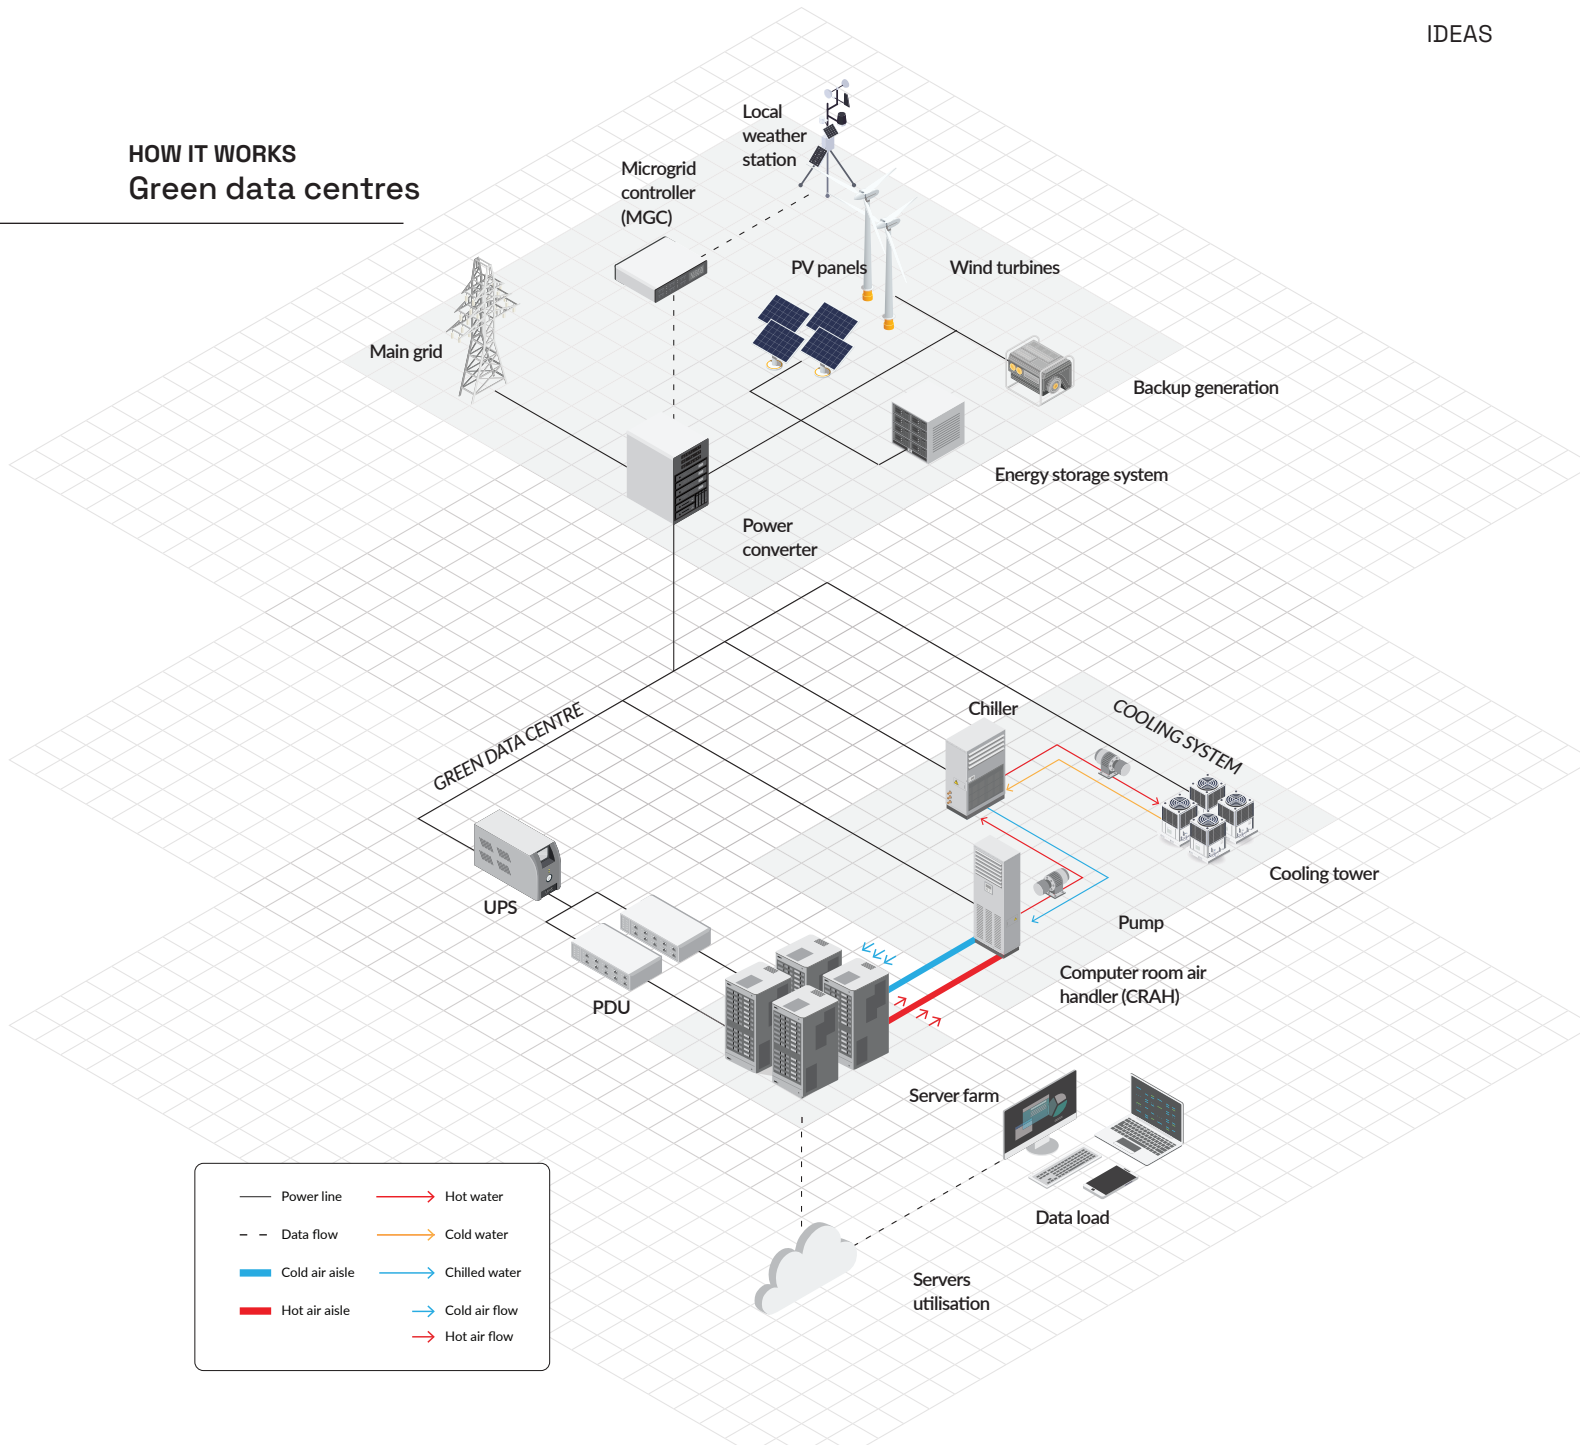 IDEAS
HOW IT WORKS
Green data centres
Local
weather
station
Microgrid
controller
(MGC)
PV panels
Wind turbines
Main grid
Backup generation
Energy storage system
Power
converter
GREEN DATA CENTRE
Chiller
COOLING SYSTEM
Cooling tower
UPS
Pump
PDU
Computer room air
handler (CRAH)
Server farm
Data load
Servers
utilisation
Power line
Hot water
Data flow
Cold water
Cold air aisle
Chilled water
Hot air aisle
Cold air flow
Hot air flow